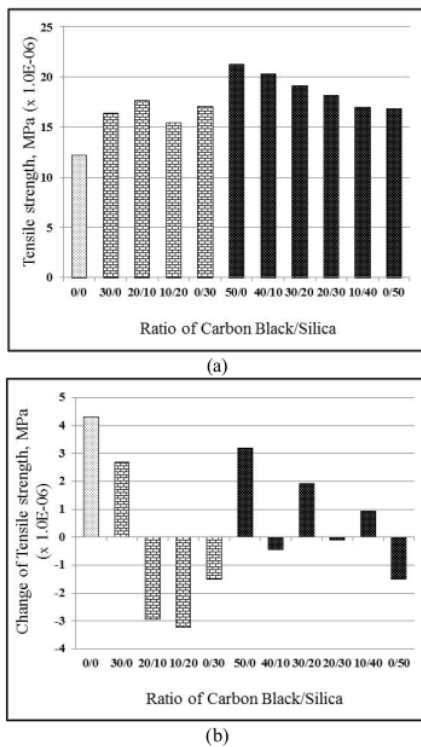 Tensile strength, MPa (x 1.0E-06)
25
20
15
10
5
0
0/0 30/0 20/10 10/20 0/30 50/0 40/10 30/20 20/30 10/40 0/50
Ratio of Carbon Black/Silica
(a)
Change of Tensile strength, MPa
(x 1.0E-06)
5
4
3
2
1
0
-1
-2
-3
-4
0/0 30/0 20/10 10/20 0/30 50/0 40/10 30/20 20/30 10/40 0/50
Ratio of Carbon Black/Silica
(b)